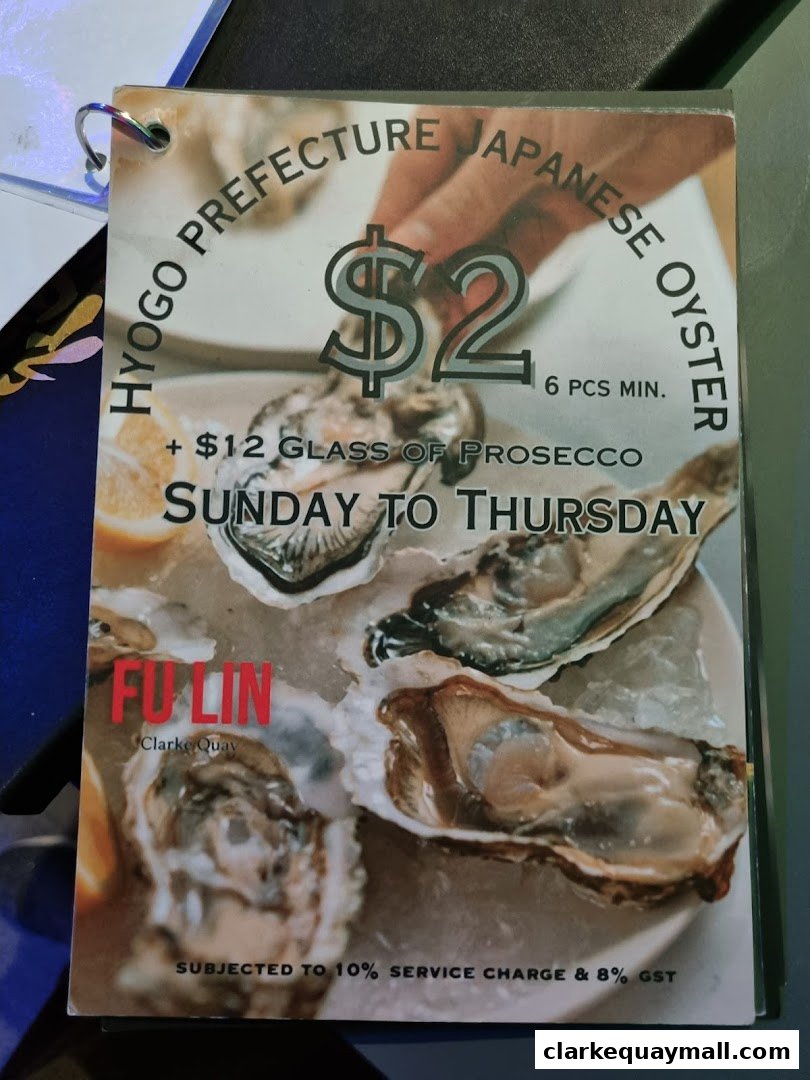 HYOGO PREFECTURE JAPANESE OYSTER
$2
6 PCS MIN.
+ $12 GLASS OF PROSECCO
SUNDAY TO THURSDAY
FU LIN
Clarke Quay
SUBJECTED TO 10% SERVICE CHARGE & 8% GST
clarkequaymall.com